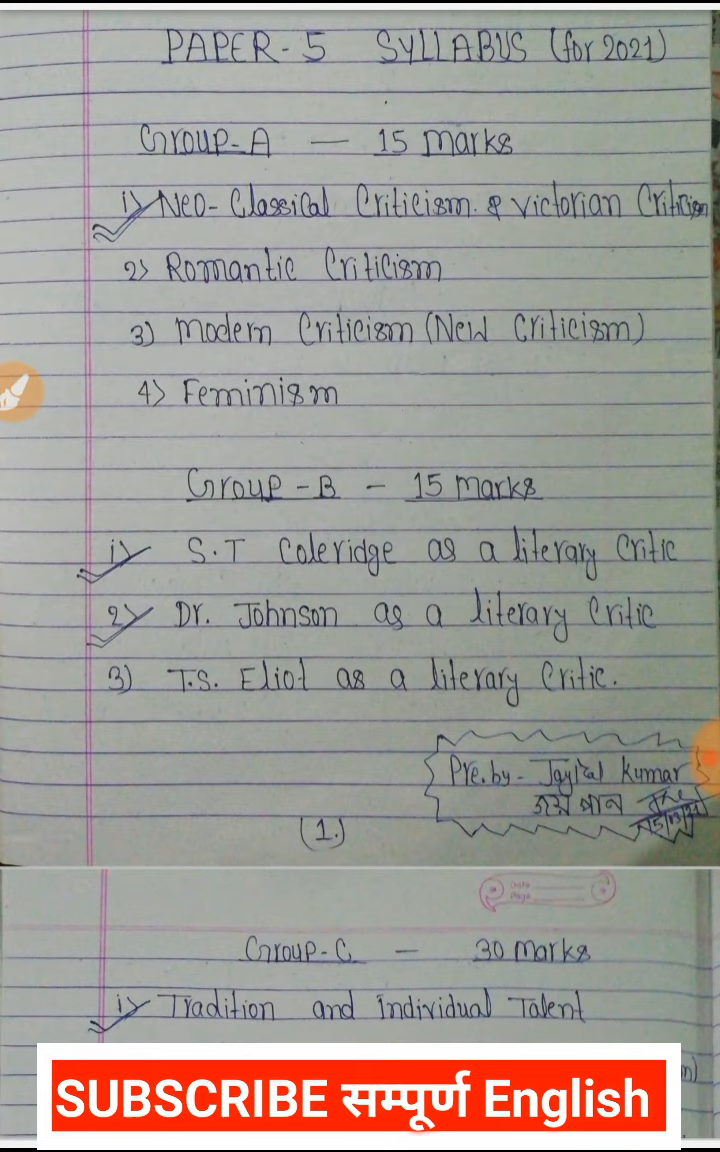 PAPER-5 SYLLABUS (for 2021)
Group-A — 15 Marks
1) Neo-Classical Criticism & Victorian Criticism
2) Romantic Criticism
3) Modern Criticism (New Criticism)
4) Feminism
Group-B - 15 Marks
1) S.T Coleridge as a literary Critic
2) Dr. Johnson as a literary Critic
3) T.S. Eliot as a literary Critic.
Pre.by- Kumar
(1.)
Group-C — 30 Marks
1) Tradition and Individual Talent
SUBSCRIBE सम्पूर्ण English